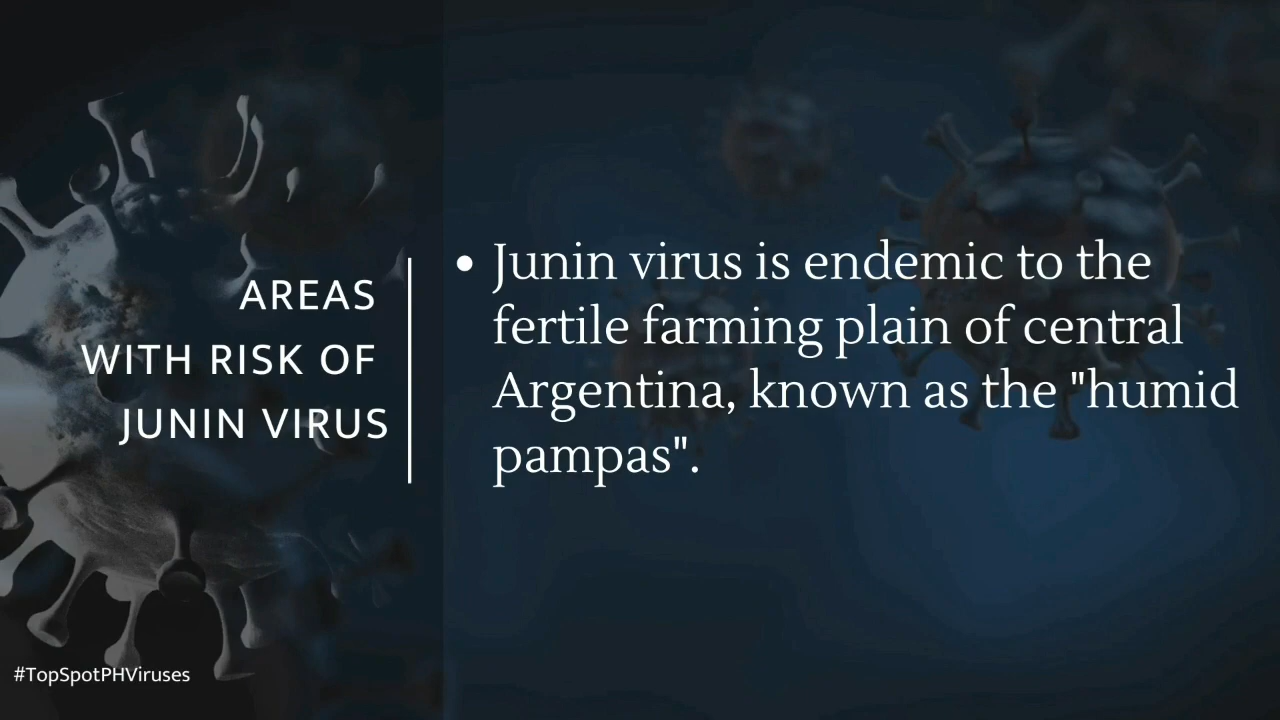 AREAS
WITH RISK OF
JUNIN VIRUS
• Junin virus is endemic to the
fertile farming plain of central
Argentina, known as the "humid
pampas".
#TopSpotPHViruses